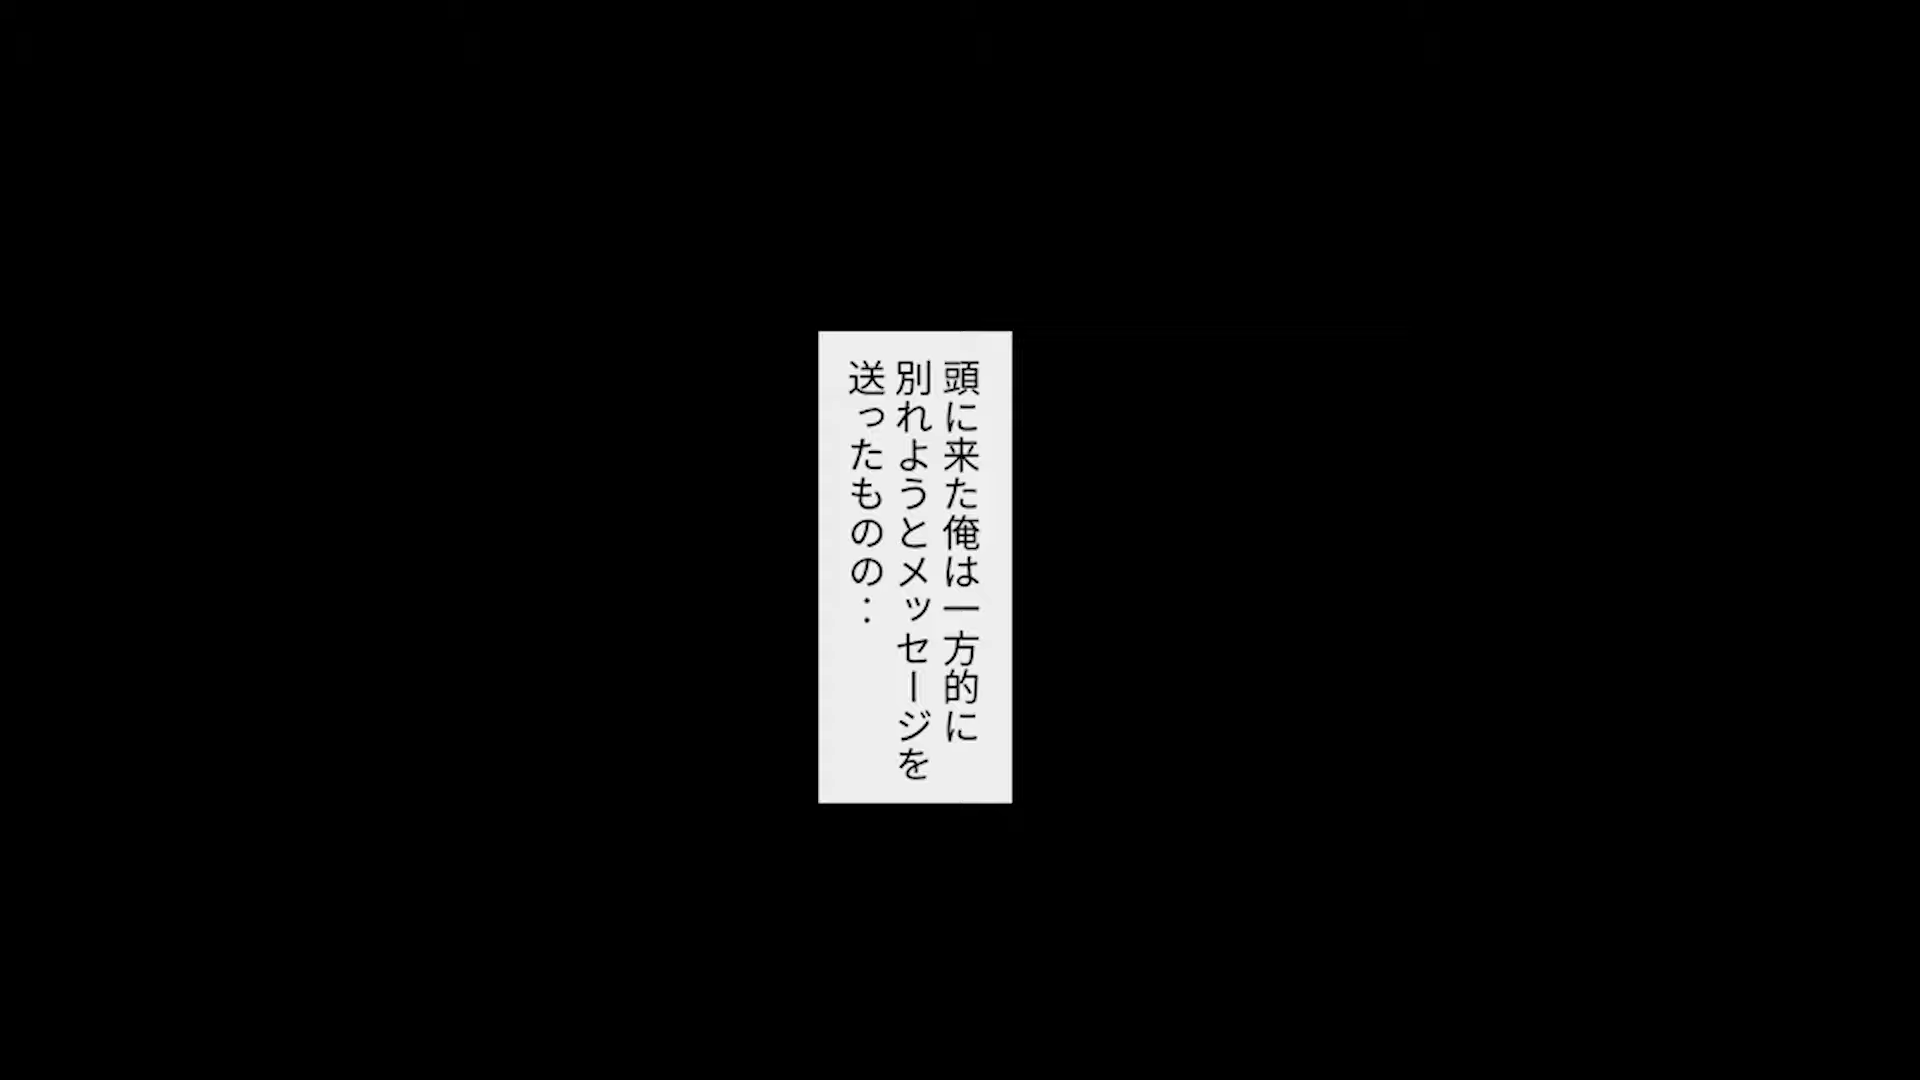 頭に来た俺は一方的に
別れようとメッセージを
送ったものの‥